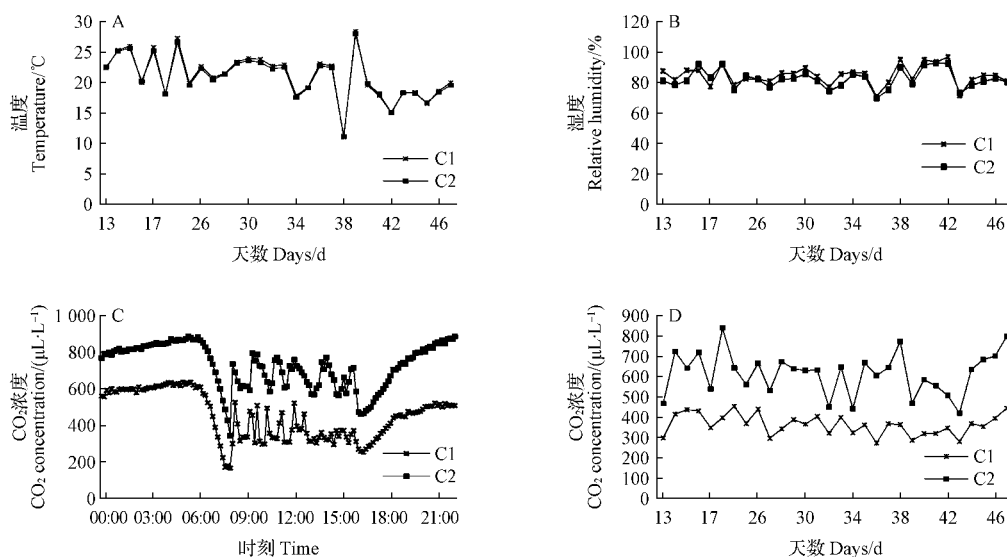 A
30
25
20
15
10
5
0
温度
Temperature/℃
C1
C2
13 17 26 30 34 38 42 46
天数 Days/d
B
120
100
80
60
40
20
0
湿度
Relative humidity/%
C1
C2
13 17 26 30 34 38 42 46
天数 Days/d
C
1 000
800
600
400
200
0
CO₂浓度
CO₂ concentration/(μL·L⁻¹)
C1
C2
00:00 03:00 06:00 09:00 12:00 15:00 18:00 21:00
时刻 Time
D
900
800
700
600
500
400
300
200
100
0
CO₂浓度
CO₂ concentration/(μL·L⁻¹)
C1
C2
13 17 26 30 34 38 42 46
天数 Days/d